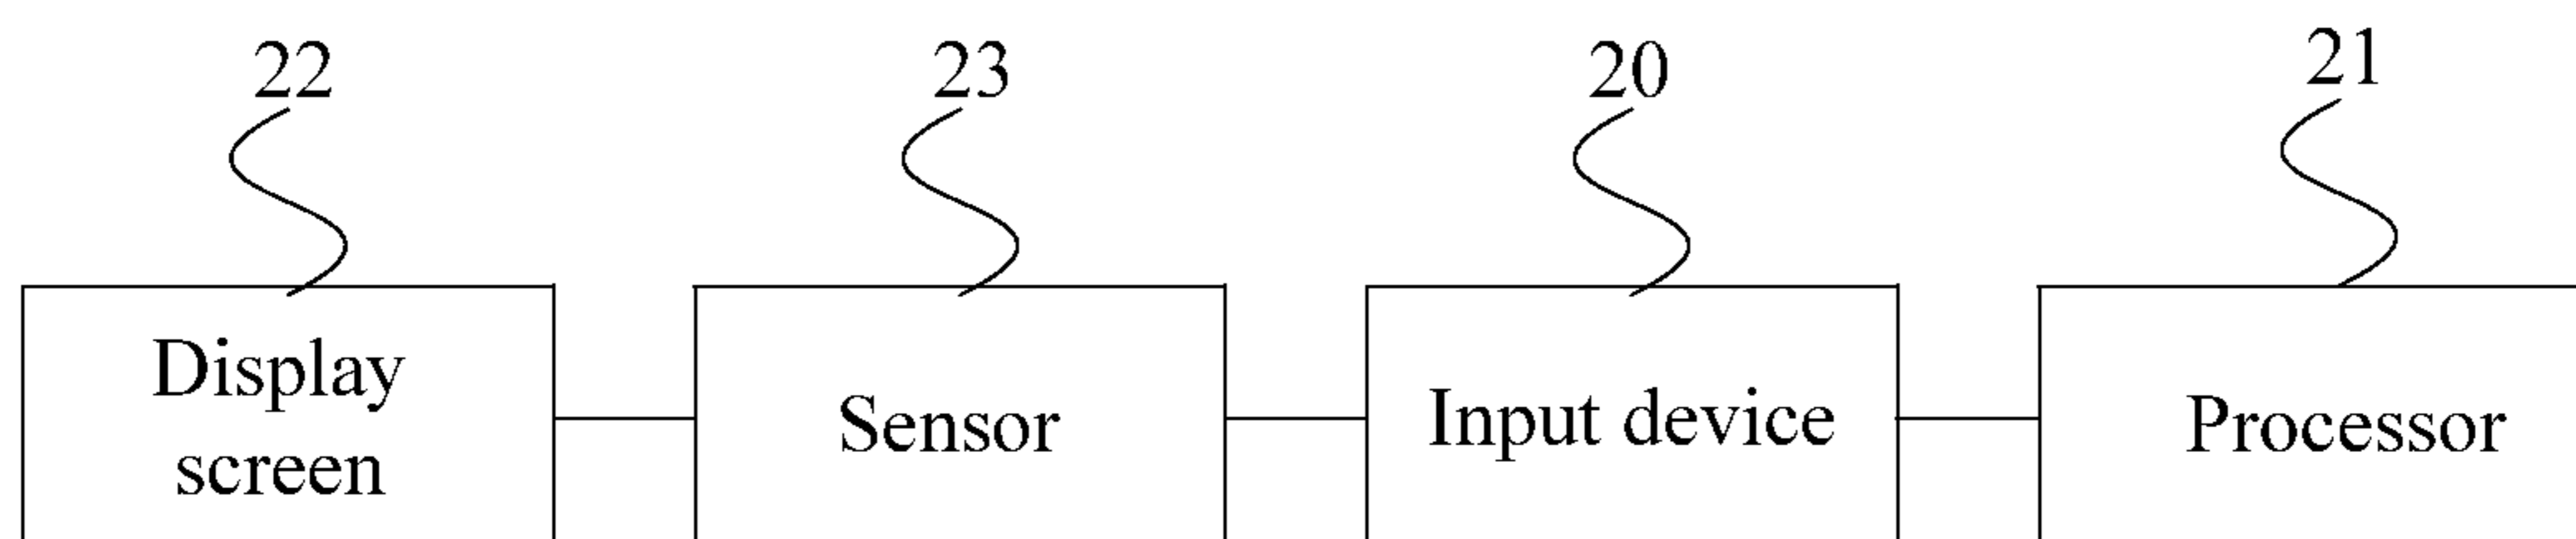 22
23
20
21
Display
screen
Sensor
Input device
Processor